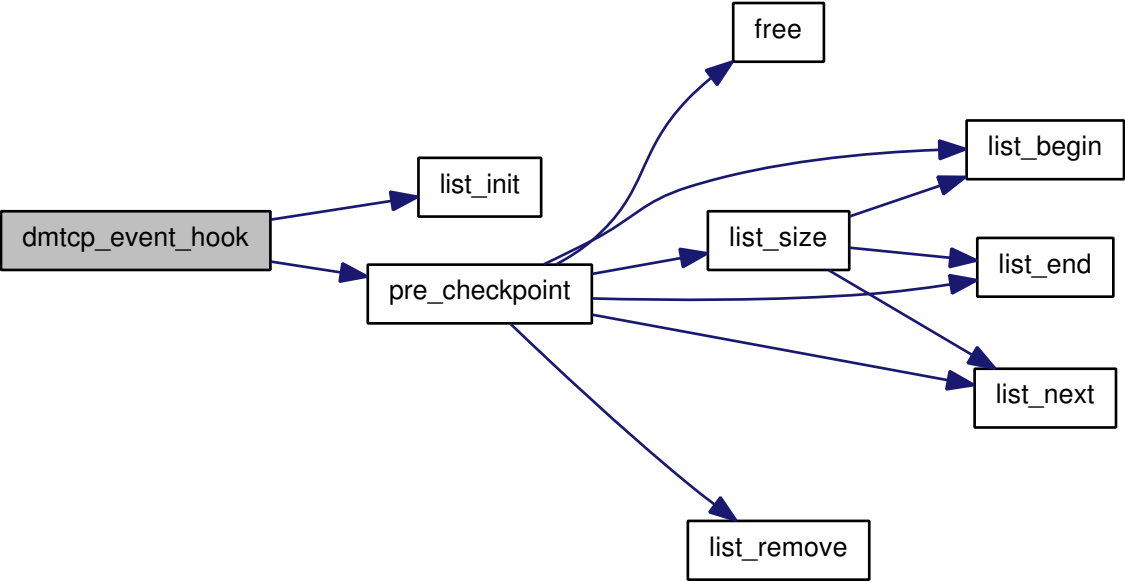 free
list_begin
list_init
list_size
dmtcp_event_hook
list_end
pre_checkpoint
list_next
list_remove